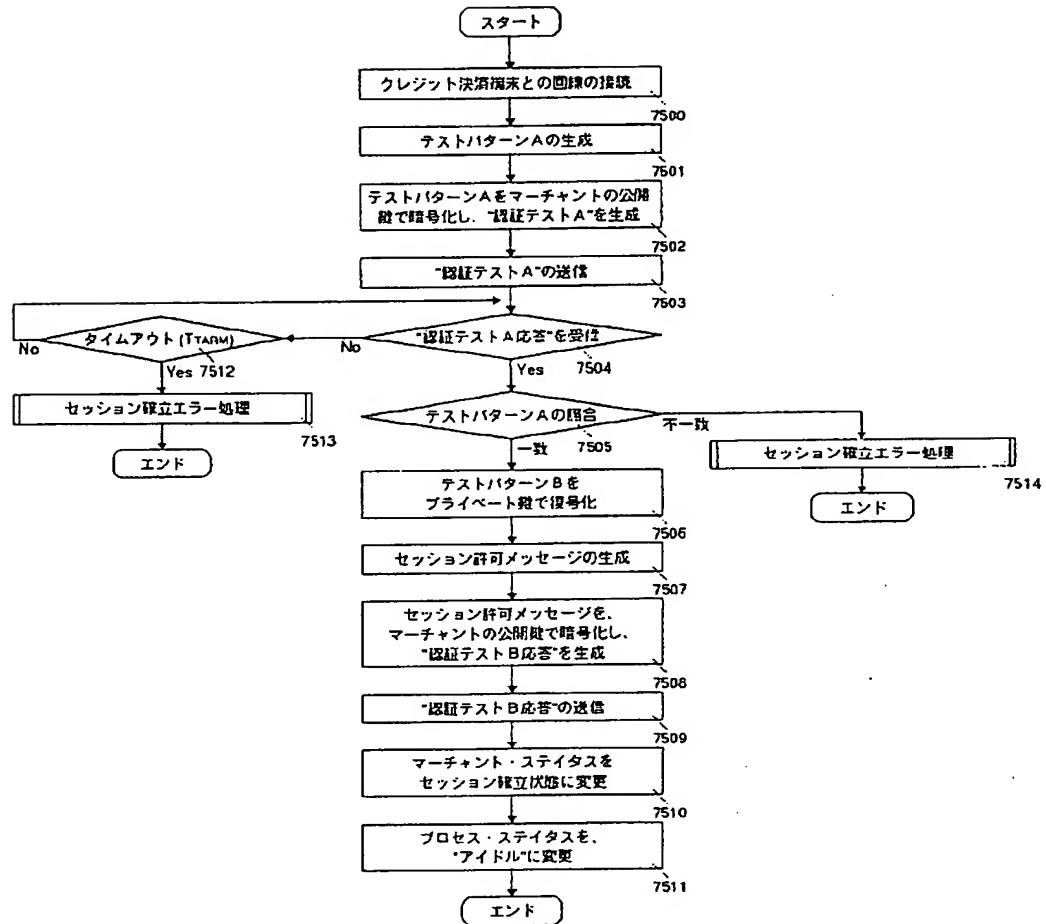 スタート
クレジット決済端末との回線の接続
7500
テストパターンAの生成
7501
テストパターンAをマーチャントの公開
鍵で暗号化し、"認証テストA"を生成
7502
"認証テストA"の送信
7503
"認証テストA応答"を受信
7504
No
Yes
タイムアウト(TTARM)
7512
No
Yes
セッション確立エラー処理
7513
エンド
テストパターンAの照合
7505
不一致
一致
セッション確立エラー処理
7514
エンド
テストパターンBを
プライベート鍵で復号化
7506
セッション許可メッセージの生成
7507
セッション許可メッセージを、
マーチャントの公開鍵で暗号化し、
"認証テストB応答"を生成
7508
"認証テストB応答"の送信
7509
マーチャント・ステイタスを
セッション確立状態に変更
7510
プロセス・ステイタスを、
"アイドル"に変更
7511
エンド